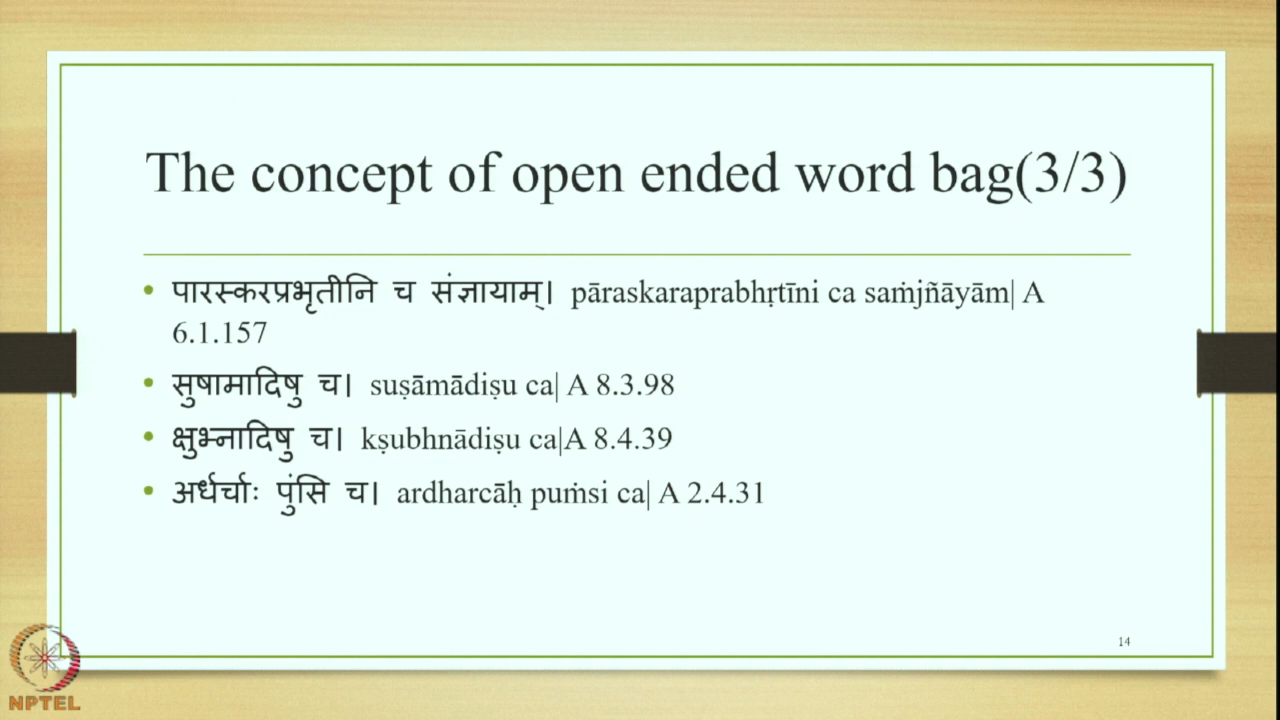 The concept of open ended word bag(3/3)
• पारस्करप्रभृतीनि च संज्ञायाम्। pāraskaraprabhṛtīni ca saṁjñāyām| A
6.1.157
• सुषामादिषु च। suṣāmādiṣu ca| A 8.3.98
• क्षुभ्नादिषु च। kṣubhnādiṣu ca|A 8.4.39
• अर्धर्चाः पुंसि च। ardharcāḥ puṁsi ca| A 2.4.31
14
NPTEL